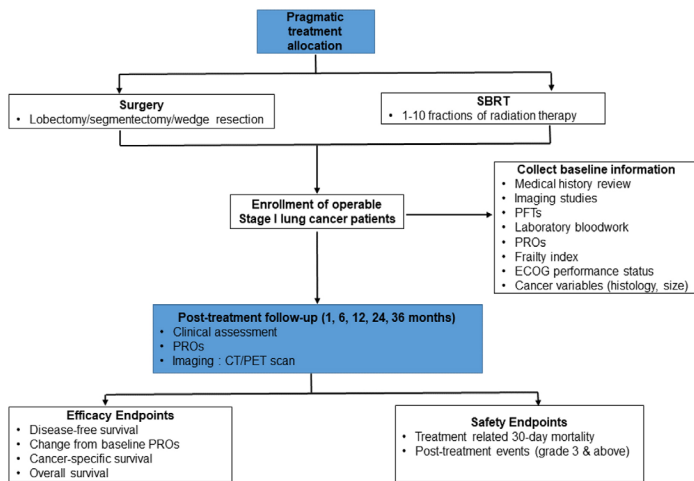 Pragmatic
treatment
allocation
Surgery
• Lobectomy/segmentectomy/wedge resection
SBRT
• 1-10 fractions of radiation therapy
Enrollment of operable
Stage I lung cancer patients
Collect baseline information
• Medical history review
• Imaging studies
• PFTs
• Laboratory bloodwork
• PROs
• Frailty index
• ECOG performance status
• Cancer variables (histology, size)
Post-treatment follow-up (1, 6, 12, 24, 36 months)
• Clinical assessment
• PROs
• Imaging : CT/PET scan
Efficacy Endpoints
• Disease-free survival
• Change from baseline PROs
• Cancer-specific survival
• Overall survival
Safety Endpoints
• Treatment related 30-day mortality
• Post-treatment events (grade 3 & above)